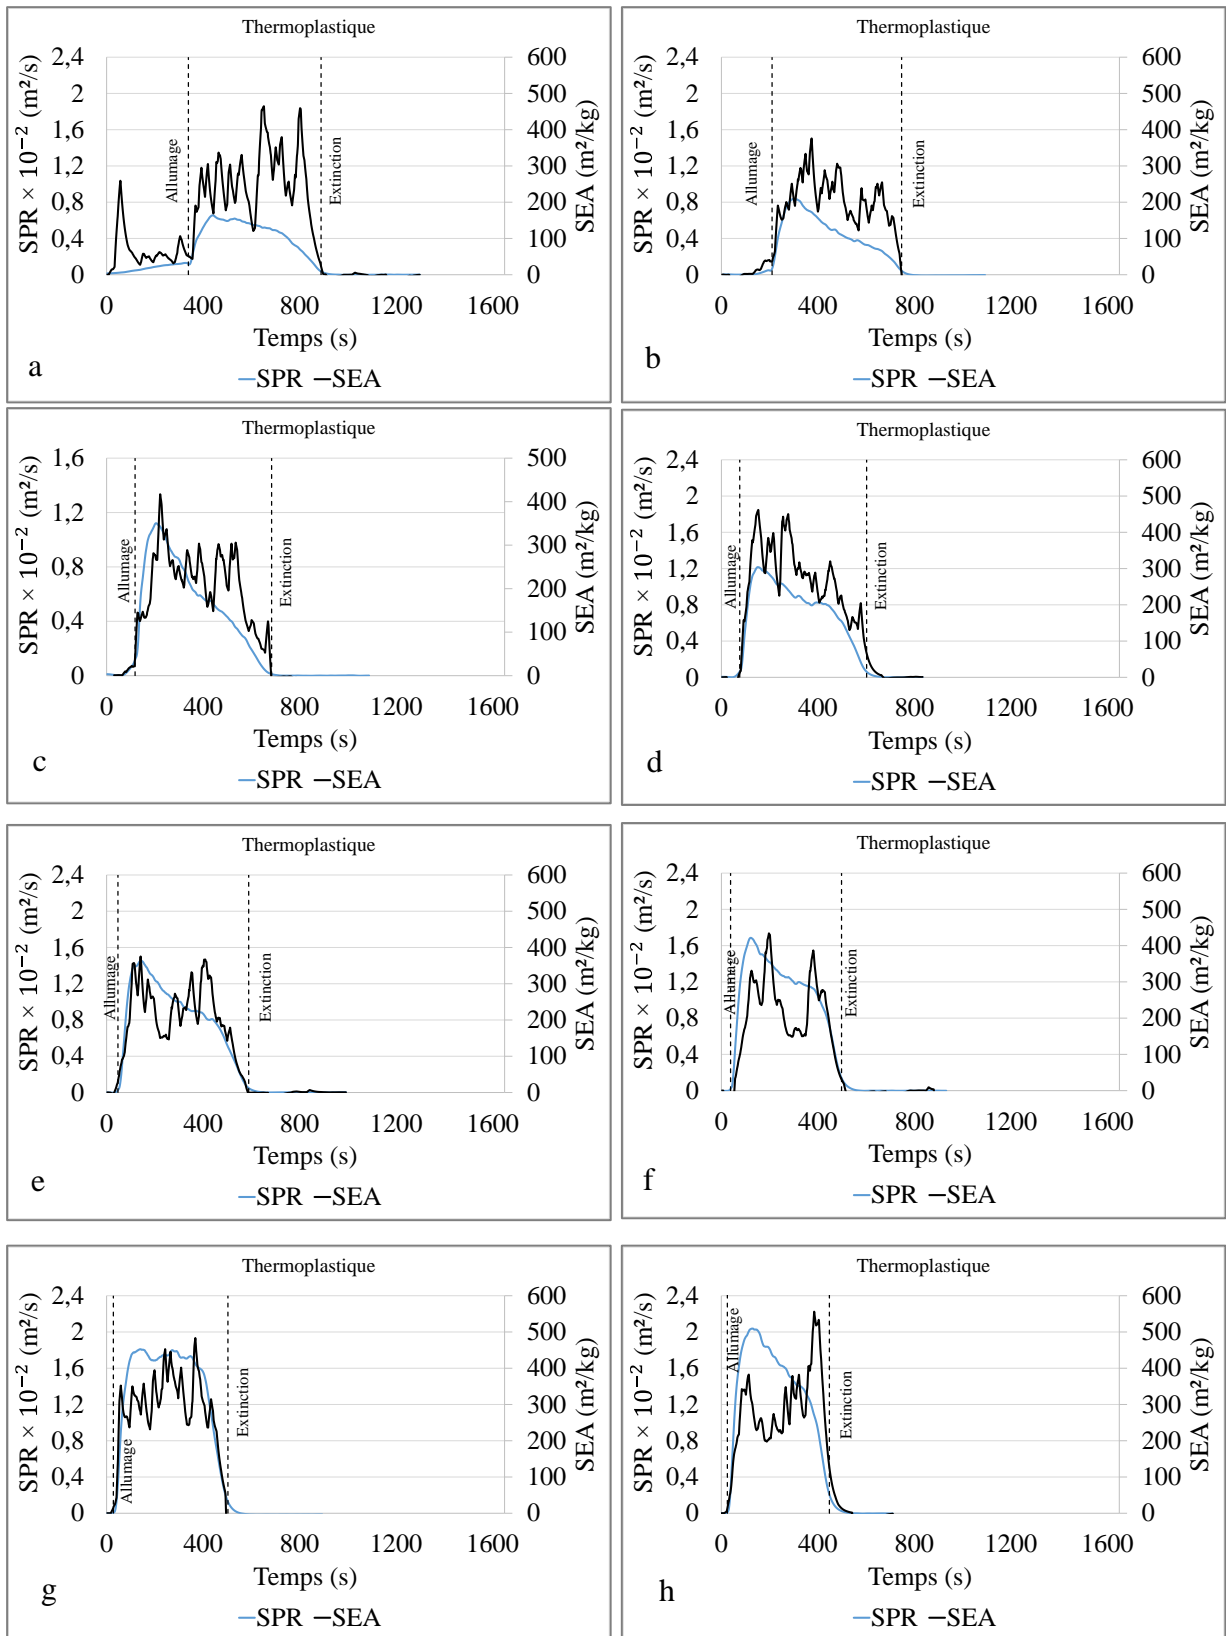 Thermoplastique
SPR × 10⁻² (m²/s)
2,4
2
1,6
1,2
0,8
0,4
0
Allumage
Extinction
600
500
400
300
200
100
0
SEA (m²/kg)
0 400 800 1200 1600
Temps (s)
a
SPR SEA
Thermoplastique
SPR × 10⁻² (m²/s)
2,4
2
1,6
1,2
0,8
0,4
0
Allumage
Extinction
600
500
400
300
200
100
0
SEA (m²/kg)
0 400 800 1200 1600
Temps (s)
b
SPR SEA
Thermoplastique
SPR × 10⁻² (m²/s)
1,6
1,2
0,8
0,4
0
Allumage
Extinction
500
400
300
200
100
0
SEA (m²/kg)
0 400 800 1200 1600
Temps (s)
c
SPR SEA
Thermoplastique
SPR × 10⁻² (m²/s)
2,4
2
1,6
1,2
0,8
0,4
0
Allumage
Extinction
600
500
400
300
200
100
0
SEA (m²/kg)
0 400 800 1200 1600
Temps (s)
d
SPR SEA
Thermoplastique
SPR × 10⁻² (m²/s)
2,4
2
1,6
1,2
0,8
0,4
0
Allumage
Extinction
600
500
400
300
200
100
0
SEA (m²/kg)
0 400 800 1200 1600
Temps (s)
e
SPR SEA
Thermoplastique
SPR × 10⁻² (m²/s)
2,4
2
1,6
1,2
0,8
0,4
0
Allumage
Extinction
600
500
400
300
200
100
0
SEA (m²/kg)
0 400 800 1200 1600
Temps (s)
f
SPR SEA
Thermoplastique
SPR × 10⁻² (m²/s)
2,4
2
1,6
1,2
0,8
0,4
0
Allumage
Extinction
600
500
400
300
200
100
0
SEA (m²/kg)
0 400 800 1200 1600
Temps (s)
g
SPR SEA
Thermoplastique
SPR × 10⁻² (m²/s)
2,4
2
1,6
1,2
0,8
0,4
0
Allumage
Extinction
600
500
400
300
200
100
0
SEA (m²/kg)
0 400 800 1200 1600
Temps (s)
h
SPR SEA